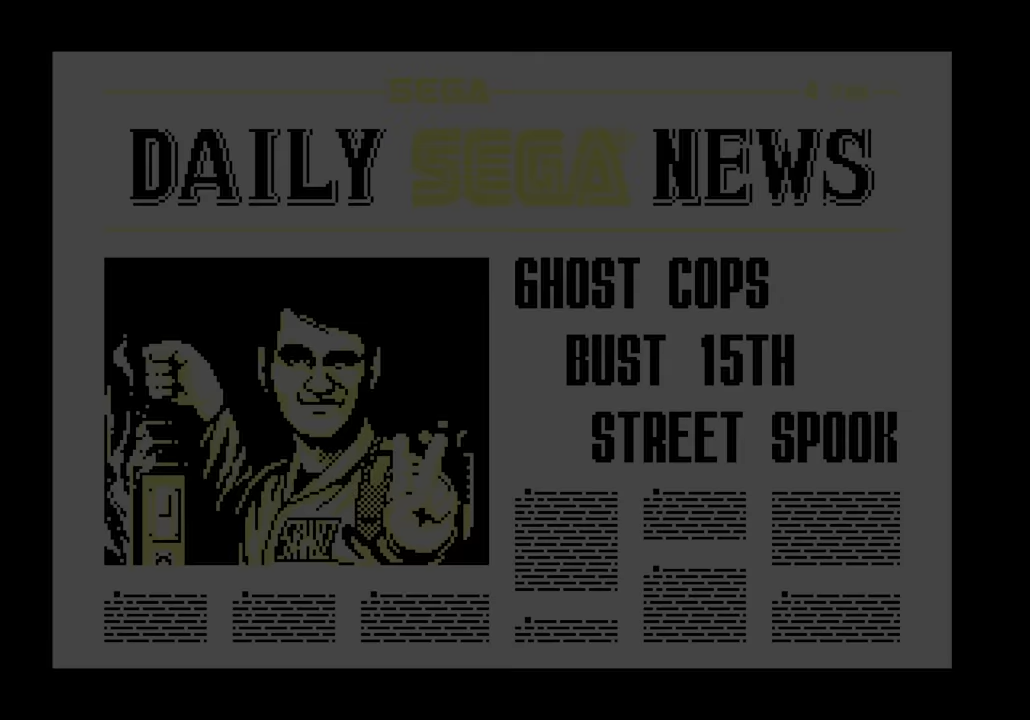 SEGA
DAILY SEGA NEWS
GHOST COPS
BUST 15TH
STREET SPOOK